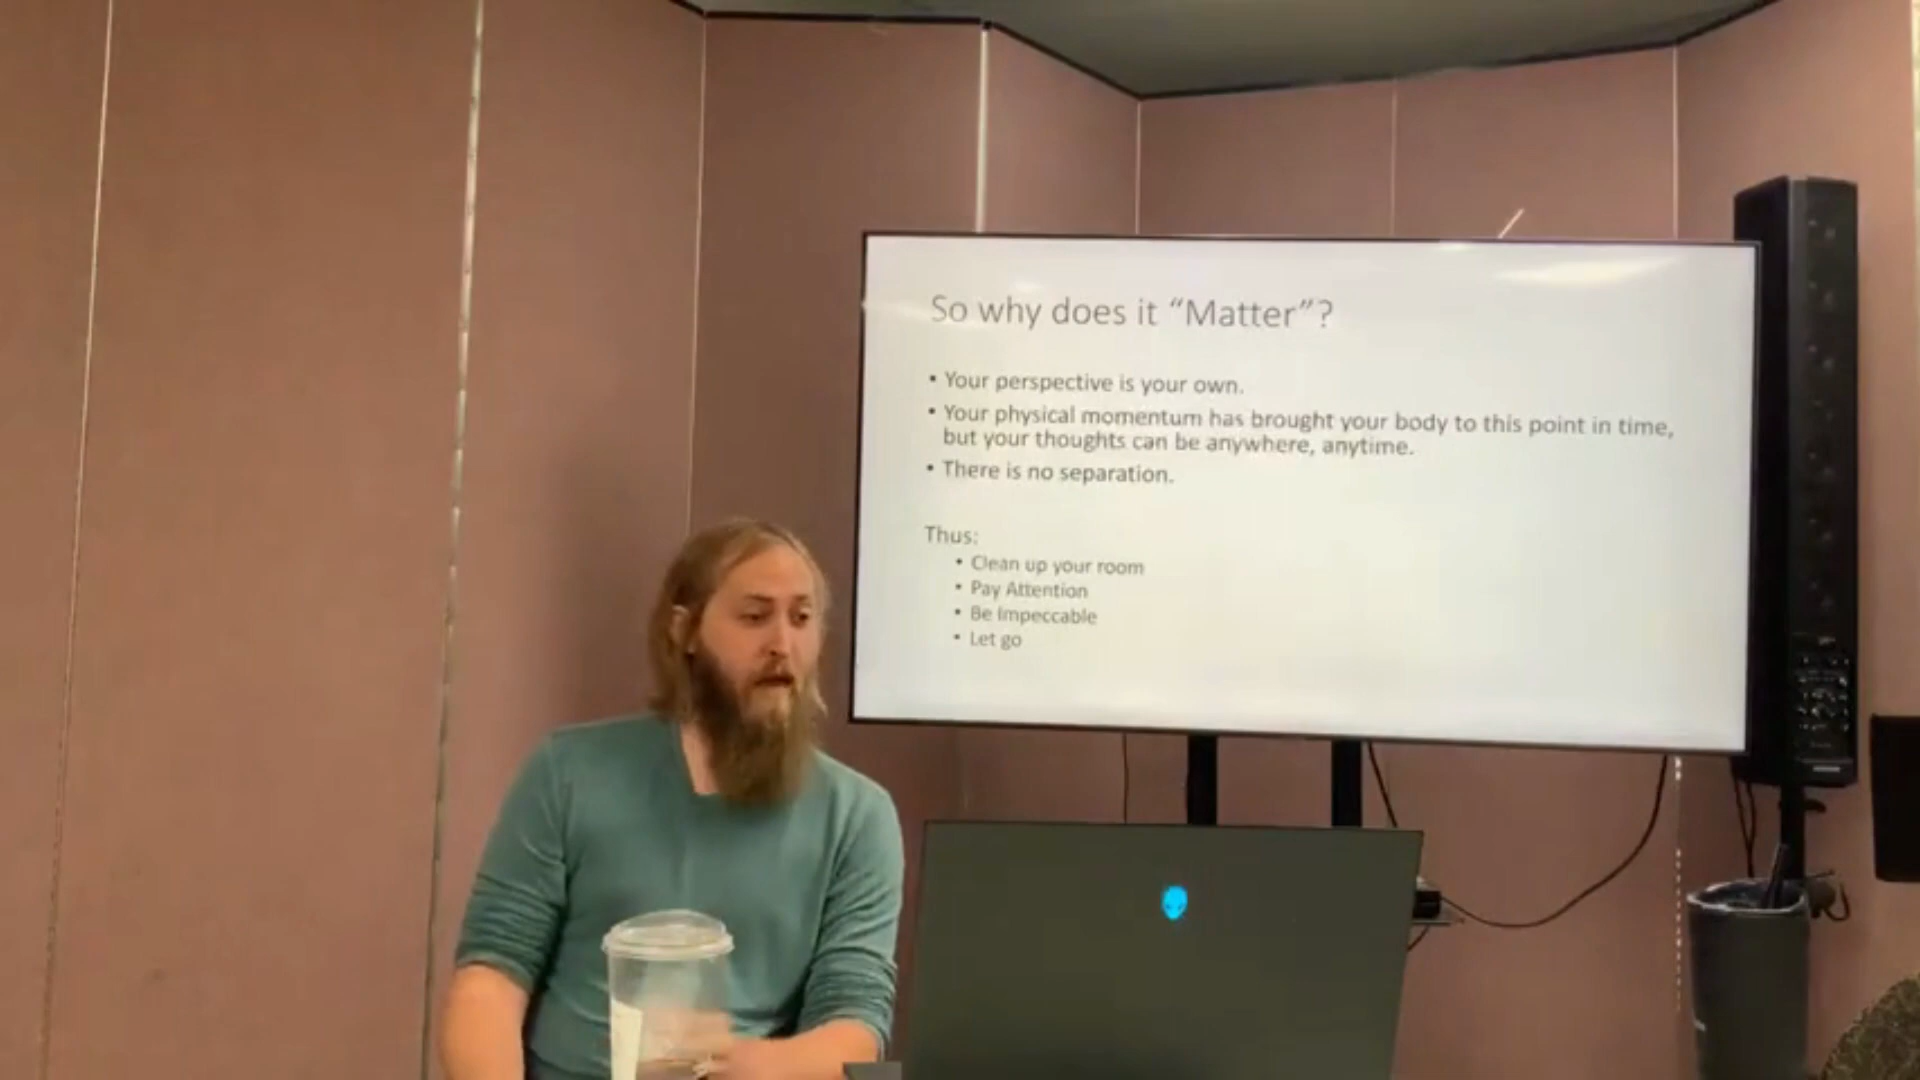 So why does it “Matter”?
• Your perspective is your own.
• Your physical momentum has brought your body to this point in time,
but your thoughts can be anywhere, anytime.
• There is no separation.
Thus:
• Clean up your room
• Pay Attention
• Be Impeccable
• Let go